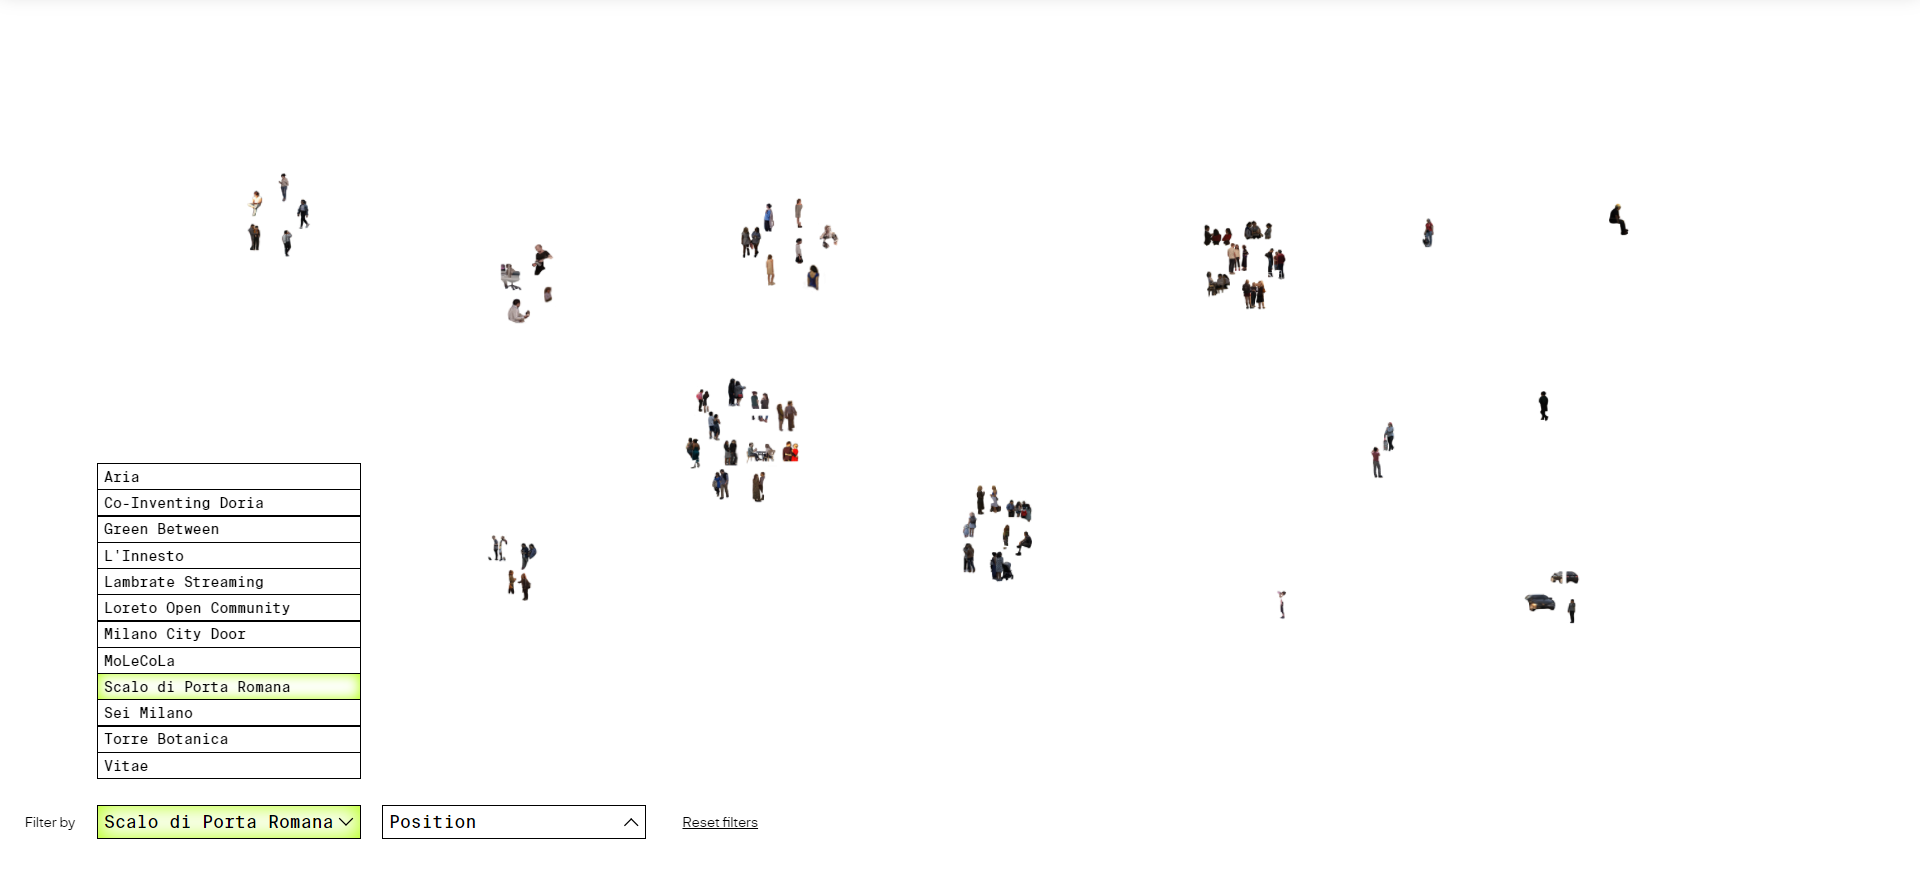 Aria
Co-Inventing Doria
Green Between
L'Innesto
Lambrate Streaming
Loreto Open Community
Milano City Door
MoLeCoLa
Scalo di Porta Romana
Sei Milano
Torre Botanica
Vitae
Filter by Scalo di Porta Romana Position Reset filters